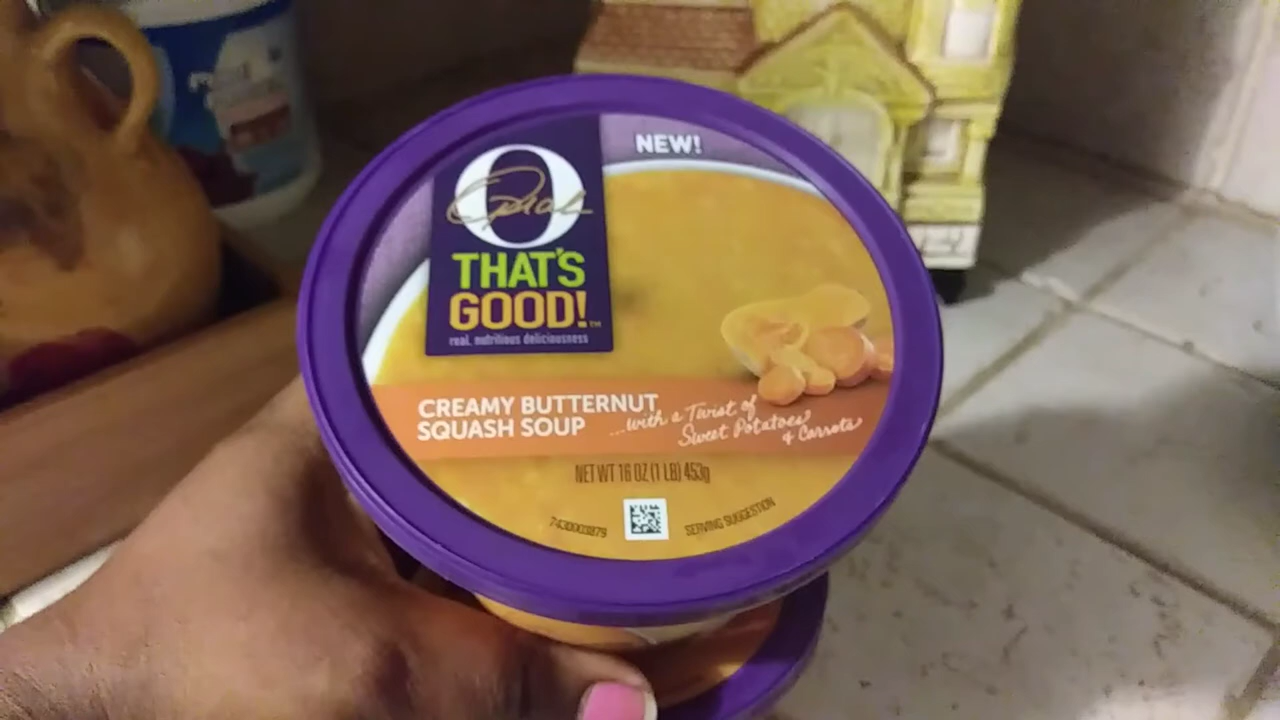 NEW!
O
Oprah
THAT'S
GOOD!™
real, nutritious deliciousness
CREAMY BUTTERNUT
SQUASH SOUP
...with a Twist of
Sweet Potatoes
& Carrots
NET WT 16 OZ (1 LB) 453g
SERVING SUGGESTION